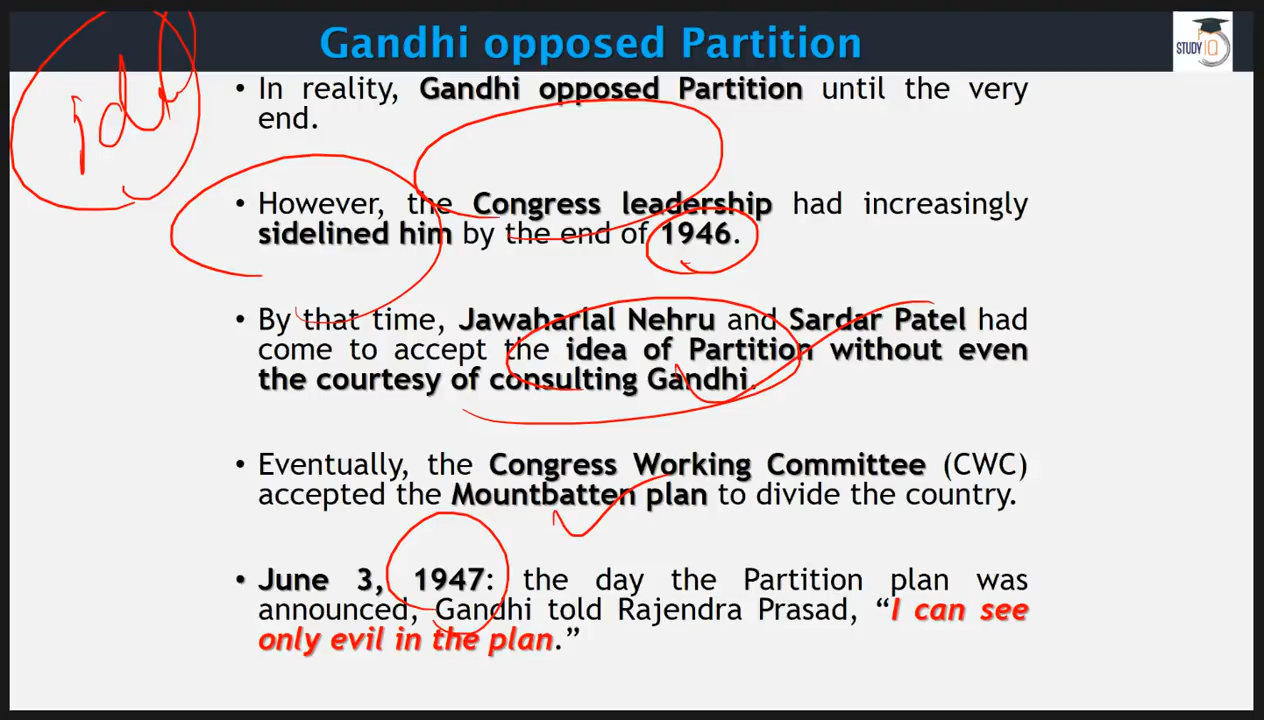 Gandhi opposed Partition
STUDY IQ
• In reality, Gandhi opposed Partition until the very
end.
• However, the Congress leadership had increasingly
sidelined him by the end of 1946.
• By that time, Jawaharlal Nehru and Sardar Patel had
come to accept the idea of Partition without even
the courtesy of consulting Gandhi.
• Eventually, the Congress Working Committee (CWC)
accepted the Mountbatten plan to divide the country.
• June 3, 1947: the day the Partition plan was
announced, Gandhi told Rajendra Prasad, “I can see
only evil in the plan.”